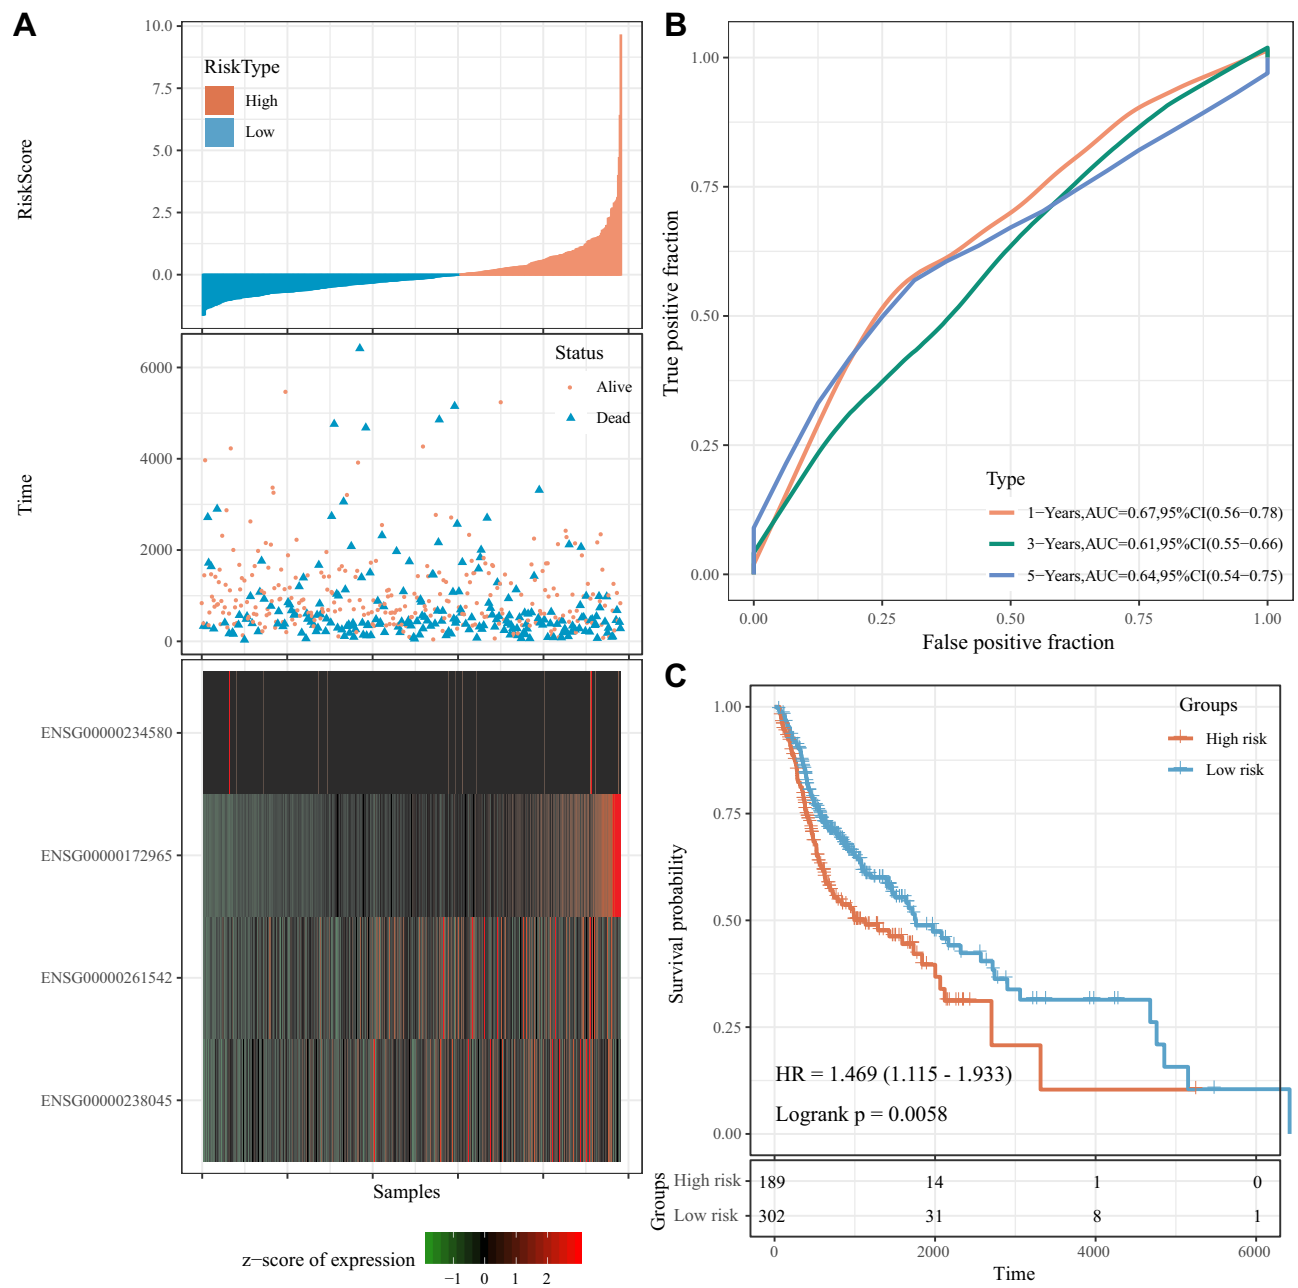 A
RiskScore
10.0
7.5
5.0
2.5
0.0
RiskType
High
Low
Time
6000
4000
2000
0
Status
Alive
Dead
ENSG00000234580
ENSG00000172965
ENSG00000261542
ENSG00000238045
Samples
z−score of expression
−1 0 1 2
B
True positive fraction
1.00
0.75
0.50
0.25
0.00
Type
1−Years,AUC=0.67,95%CI(0.56−0.78)
3−Years,AUC=0.61,95%CI(0.55−0.66)
5−Years,AUC=0.64,95%CI(0.54−0.75)
0.00 0.25 0.50 0.75 1.00
False positive fraction
C
Survival probability
1.00
0.75
0.50
0.25
0.00
Groups
High risk
Low risk
HR = 1.469 (1.115 - 1.933)
Logrank p = 0.0058
Groups
High risk 189 14 1 0
Low risk 302 31 8 1
0 2000 4000 6000
Time